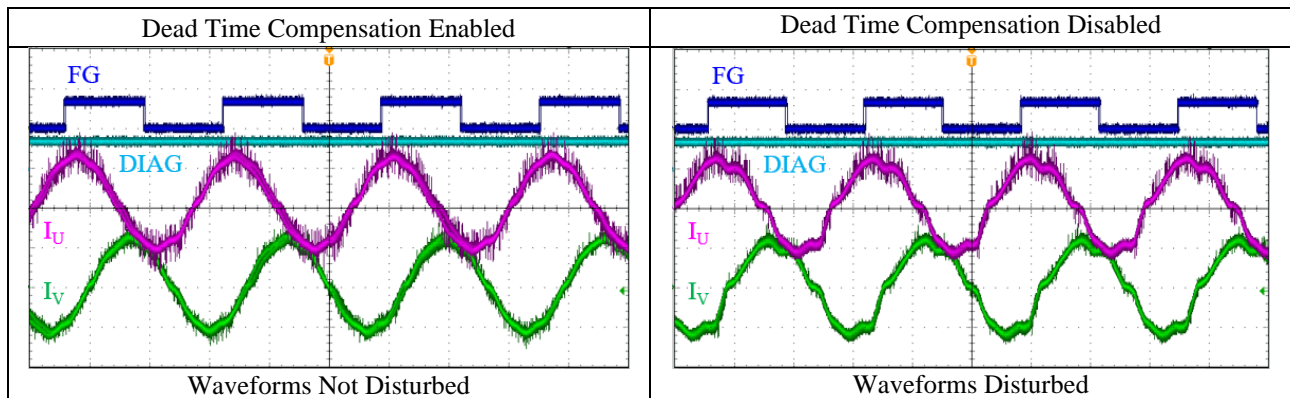 Dead Time Compensation Enabled
T
FG
DIAG
IU
IV
Waveforms Not Disturbed
Dead Time Compensation Disabled
T
FG
DIAG
IU
IV
Waveforms Disturbed